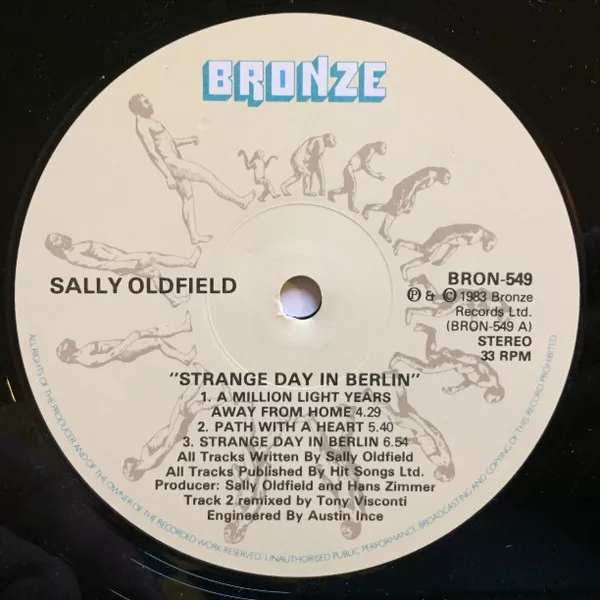 BRONZE
SALLY OLDFIELD
BRON-549
℗ & © 1983 Bronze
Records Ltd.
(BRON-549 A)
STEREO
33 RPM
"STRANGE DAY IN BERLIN"
1. A MILLION LIGHT YEARS
AWAY FROM HOME 4.29
2. PATH WITH A HEART 5.40
3. STRANGE DAY IN BERLIN 6.54
All Tracks Written By Sally Oldfield
All Tracks Published By Hit Songs Ltd.
Producer: Sally Oldfield and Hans Zimmer
Track 2 remixed by Tony Visconti
Engineered By Austin Ince
ALL RIGHTS OF THE PRODUCER AND OF THE OWNER OF THE RECORDED WORK RESERVED. UNAUTHORISED PUBLIC PERFORMANCE, BROADCASTING AND COPYING OF THIS RECORD PROHIBITED